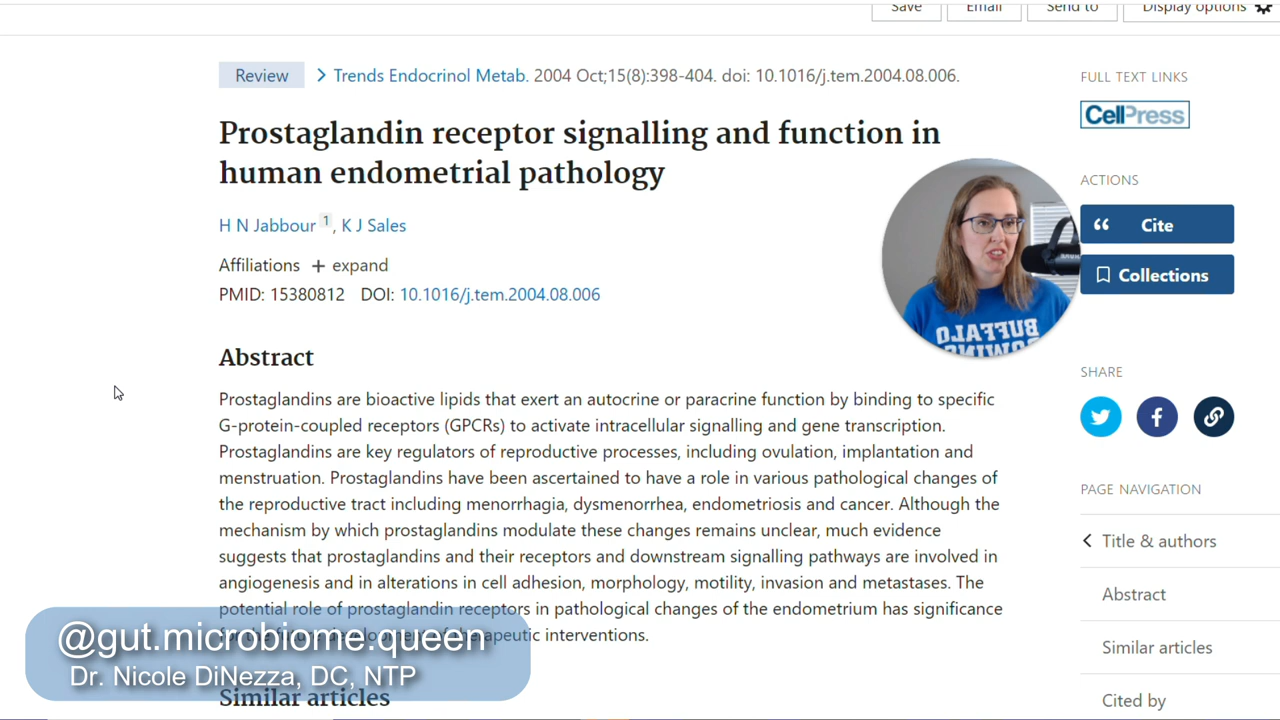 Save Email Send to Display options
Review Trends Endocrinol Metab. 2004 Oct;15(8):398-404. doi: 10.1016/j.tem.2004.08.006.
Prostaglandin receptor signalling and function in
human endometrial pathology
H N Jabbour 1, K J Sales
Affiliations + expand
PMID: 15380812 DOI: 10.1016/j.tem.2004.08.006
Abstract
Prostaglandins are bioactive lipids that exert an autocrine or paracrine function by binding to specific
G-protein-coupled receptors (GPCRs) to activate intracellular signalling and gene transcription.
Prostaglandins are key regulators of reproductive processes, including ovulation, implantation and
menstruation. Prostaglandins have been ascertained to have a role in various pathological changes of
the reproductive tract including menorrhagia, dysmenorrhea, endometriosis and cancer. Although the
mechanism by which prostaglandins modulate these changes remains unclear, much evidence
suggests that prostaglandins and their receptors and downstream signalling pathways are involved in
angiogenesis and in alterations in cell adhesion, morphology, motility, invasion and metastases. The
potential role of prostaglandin receptors in pathological changes of the endometrium has significance
for the future development of therapeutic interventions.
Similar articles
@gut.microbiome.queen
Dr. Nicole DiNezza, DC, NTP
BUFFALO
FULL TEXT LINKS
CellPress
ACTIONS
Cite
Collections
SHARE
PAGE NAVIGATION
Title & authors
Abstract
Similar articles
Cited by